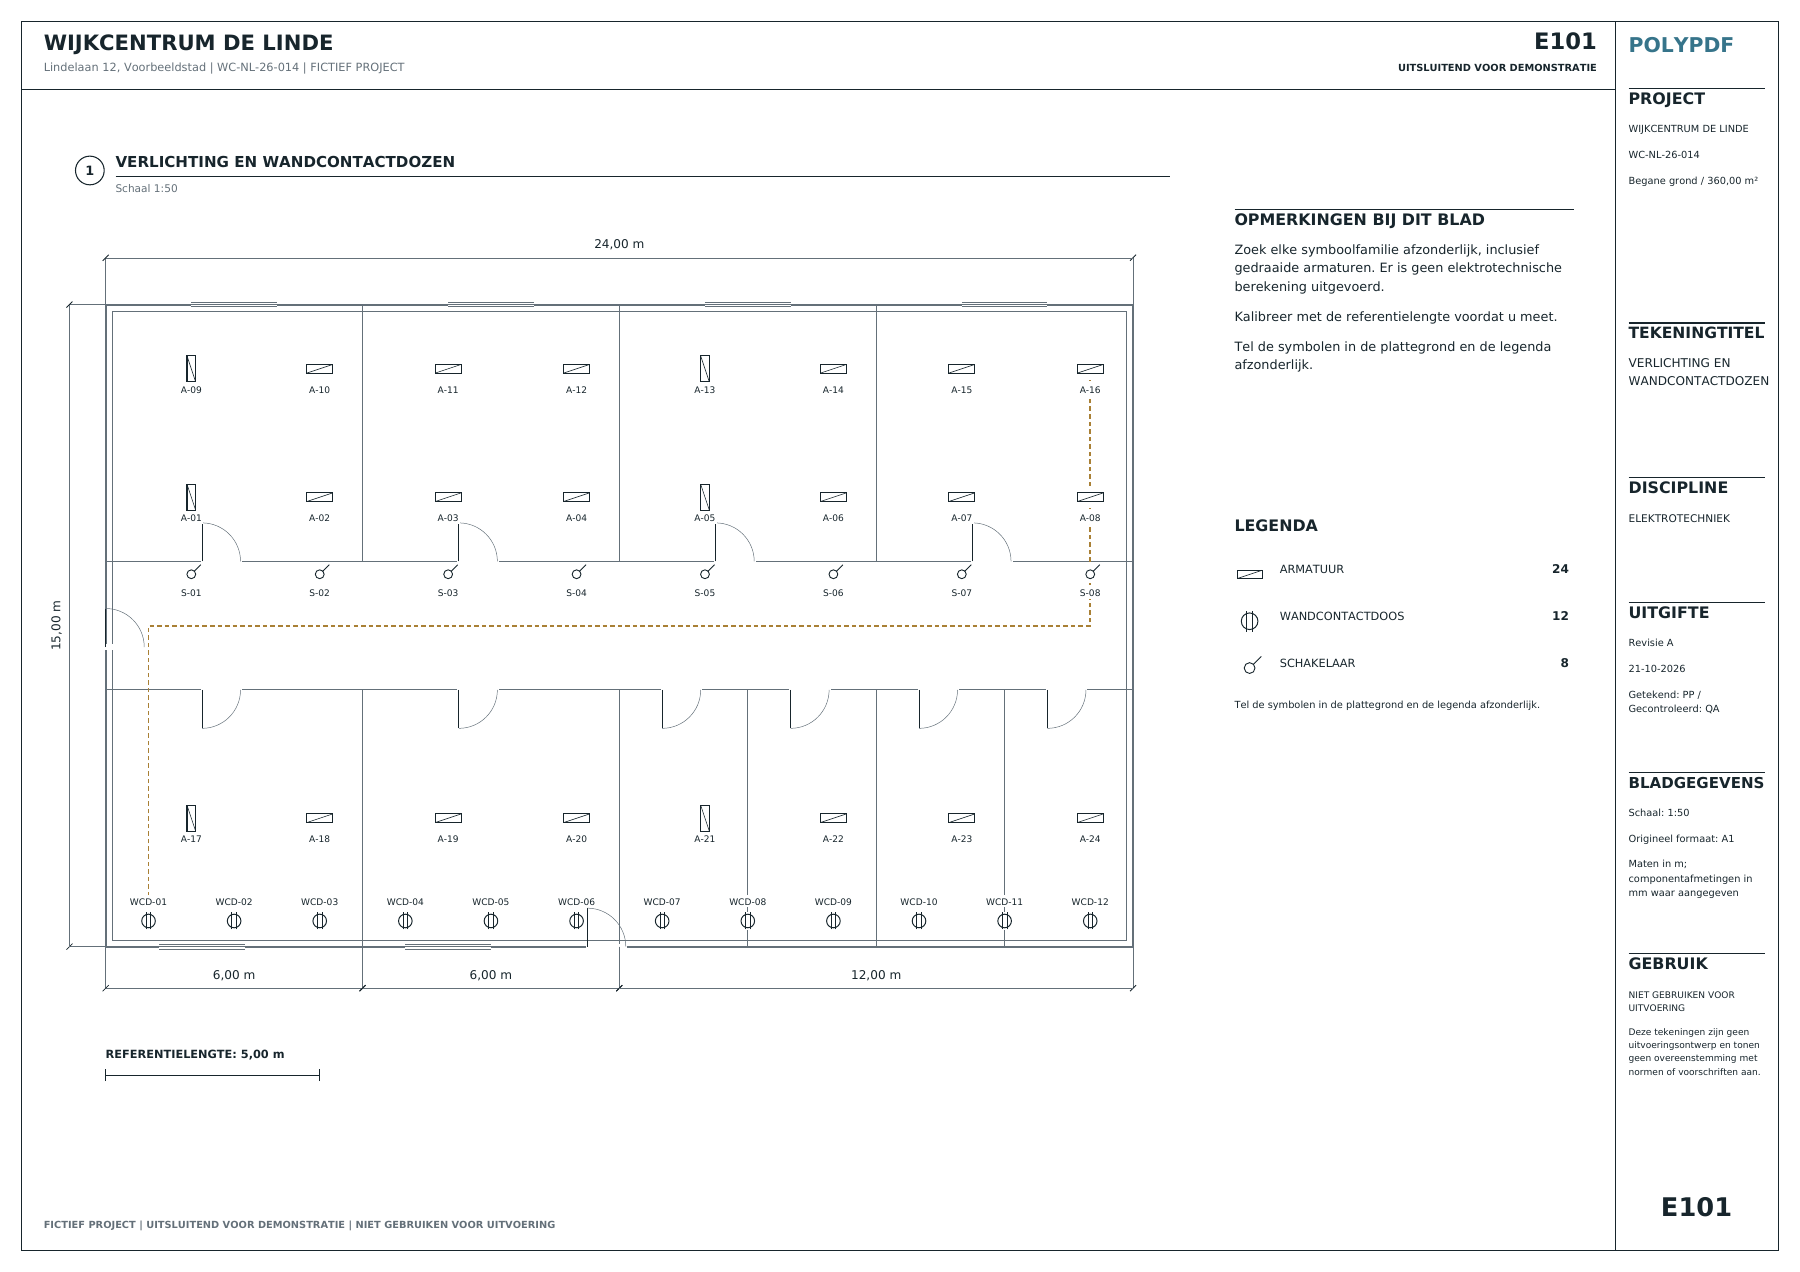 WIJKCENTRUM DE LINDE
Lindelaan 12, Voorbeeldstad | WC-NL-26-014 | FICTIEF PROJECT
E101
UITSLUITEND VOOR DEMONSTRATIE
1
VERLICHTING EN WANDCONTACTDOZEN
Schaal 1:50
24,00 m
15,00 m
A-09 A-10 A-11 A-12 A-13 A-14 A-15 A-16
A-01 A-02 A-03 A-04 A-05 A-06 A-07 A-08
S-01 S-02 S-03 S-04 S-05 S-06 S-07 S-08
A-17 A-18 A-19 A-20 A-21 A-22 A-23 A-24
WCD-01 WCD-02 WCD-03 WCD-04 WCD-05 WCD-06 WCD-07 WCD-08 WCD-09 WCD-10 WCD-11 WCD-12
6,00 m 6,00 m 12,00 m
REFERENTIELENGTE: 5,00 m
OPMERKINGEN BIJ DIT BLAD
Zoek elke symboolfamilie afzonderlijk, inclusief
gedraaide armaturen. Er is geen elektrotechnische
berekening uitgevoerd.
Kalibreer met de referentielengte voordat u meet.
Tel de symbolen in de plattegrond en de legenda
afzonderlijk.
LEGENDA
ARMATUUR 24
WANDCONTACTDOOS 12
SCHAKELAAR 8
Tel de symbolen in de plattegrond en de legenda afzonderlijk.
POLYPDF
PROJECT
WIJKCENTRUM DE LINDE
WC-NL-26-014
Begane grond / 360,00 m²
TEKENINGTITEL
VERLICHTING EN
WANDCONTACTDOZEN
DISCIPLINE
ELEKTROTECHNIEK
UITGIFTE
Revisie A
21-10-2026
Getekend: PP /
Gecontroleerd: QA
BLADGEGEVENS
Schaal: 1:50
Origineel formaat: A1
Maten in m;
componentafmetingen in
mm waar aangegeven
GEBRUIK
NIET GEBRUIKEN VOOR
UITVOERING
Deze tekeningen zijn geen
uitvoeringsontwerp en tonen
geen overeenstemming met
normen of voorschriften aan.
E101
FICTIEF PROJECT | UITSLUITEND VOOR DEMONSTRATIE | NIET GEBRUIKEN VOOR UITVOERING